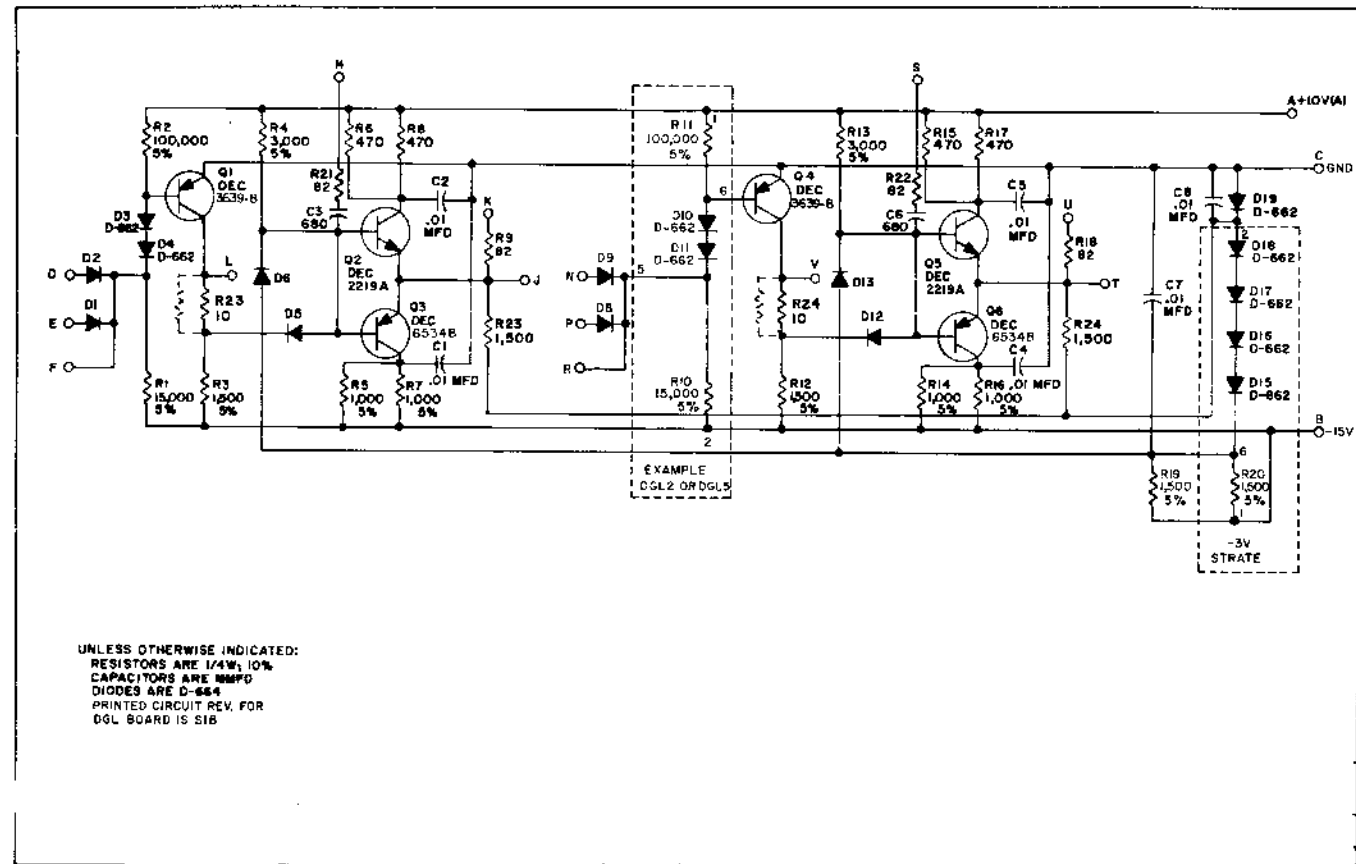 H
S
A+10V(A)
R2
100,000
5%
R4
3,000
5%
R6
470
R8
470
R11
100,000
5%
1
R13
3,000
5%
R15
470
R17
470
C
GND
Q1
DEC
3639-B
R21
82
C3
680
C2
.01
MFD
K
R9
82
6
Q4
DEC
3639-B
R22
82
C6
680
C5
.01
MFD
U
R18
82
C8
.01
MFD
D19
D-662
2
D3
D-662
D4
D-662
D10
D-662
D11
D-662
D18
D-662
D2
D
D1
E
F
L
R23
10
D6
Q2
DEC
2219A
J
D9
N
5
D8
P
R
V
R24
10
D13
Q5
DEC
2219A
T
C7
.01
MFD
D17
D-662
D5
Q3
DEC
6534B
R23
1,500
D12
Q6
DEC
6534B
R24
1,500
D16
D-662
C1
.01 MFD
C4
.01 MFD
D15
D-662
R1
15,000
5%
R3
1,500
5%
R5
1,000
5%
R7
1,000
5%
R10
15,000
5%
2
R12
1,500
5%
R14
1,000
5%
R16
1,000
5%
B
-15V
EXAMPLE
DGL2 OR DGL5
R19
1,500
5%
6
R20
1,500
5%
1
-3V
STRATE
UNLESS OTHERWISE INDICATED:
RESISTORS ARE 1/4W; 10%
CAPACITORS ARE MMFD
DIODES ARE D-664
PRINTED CIRCUIT REV. FOR
DGL BOARD IS S1B